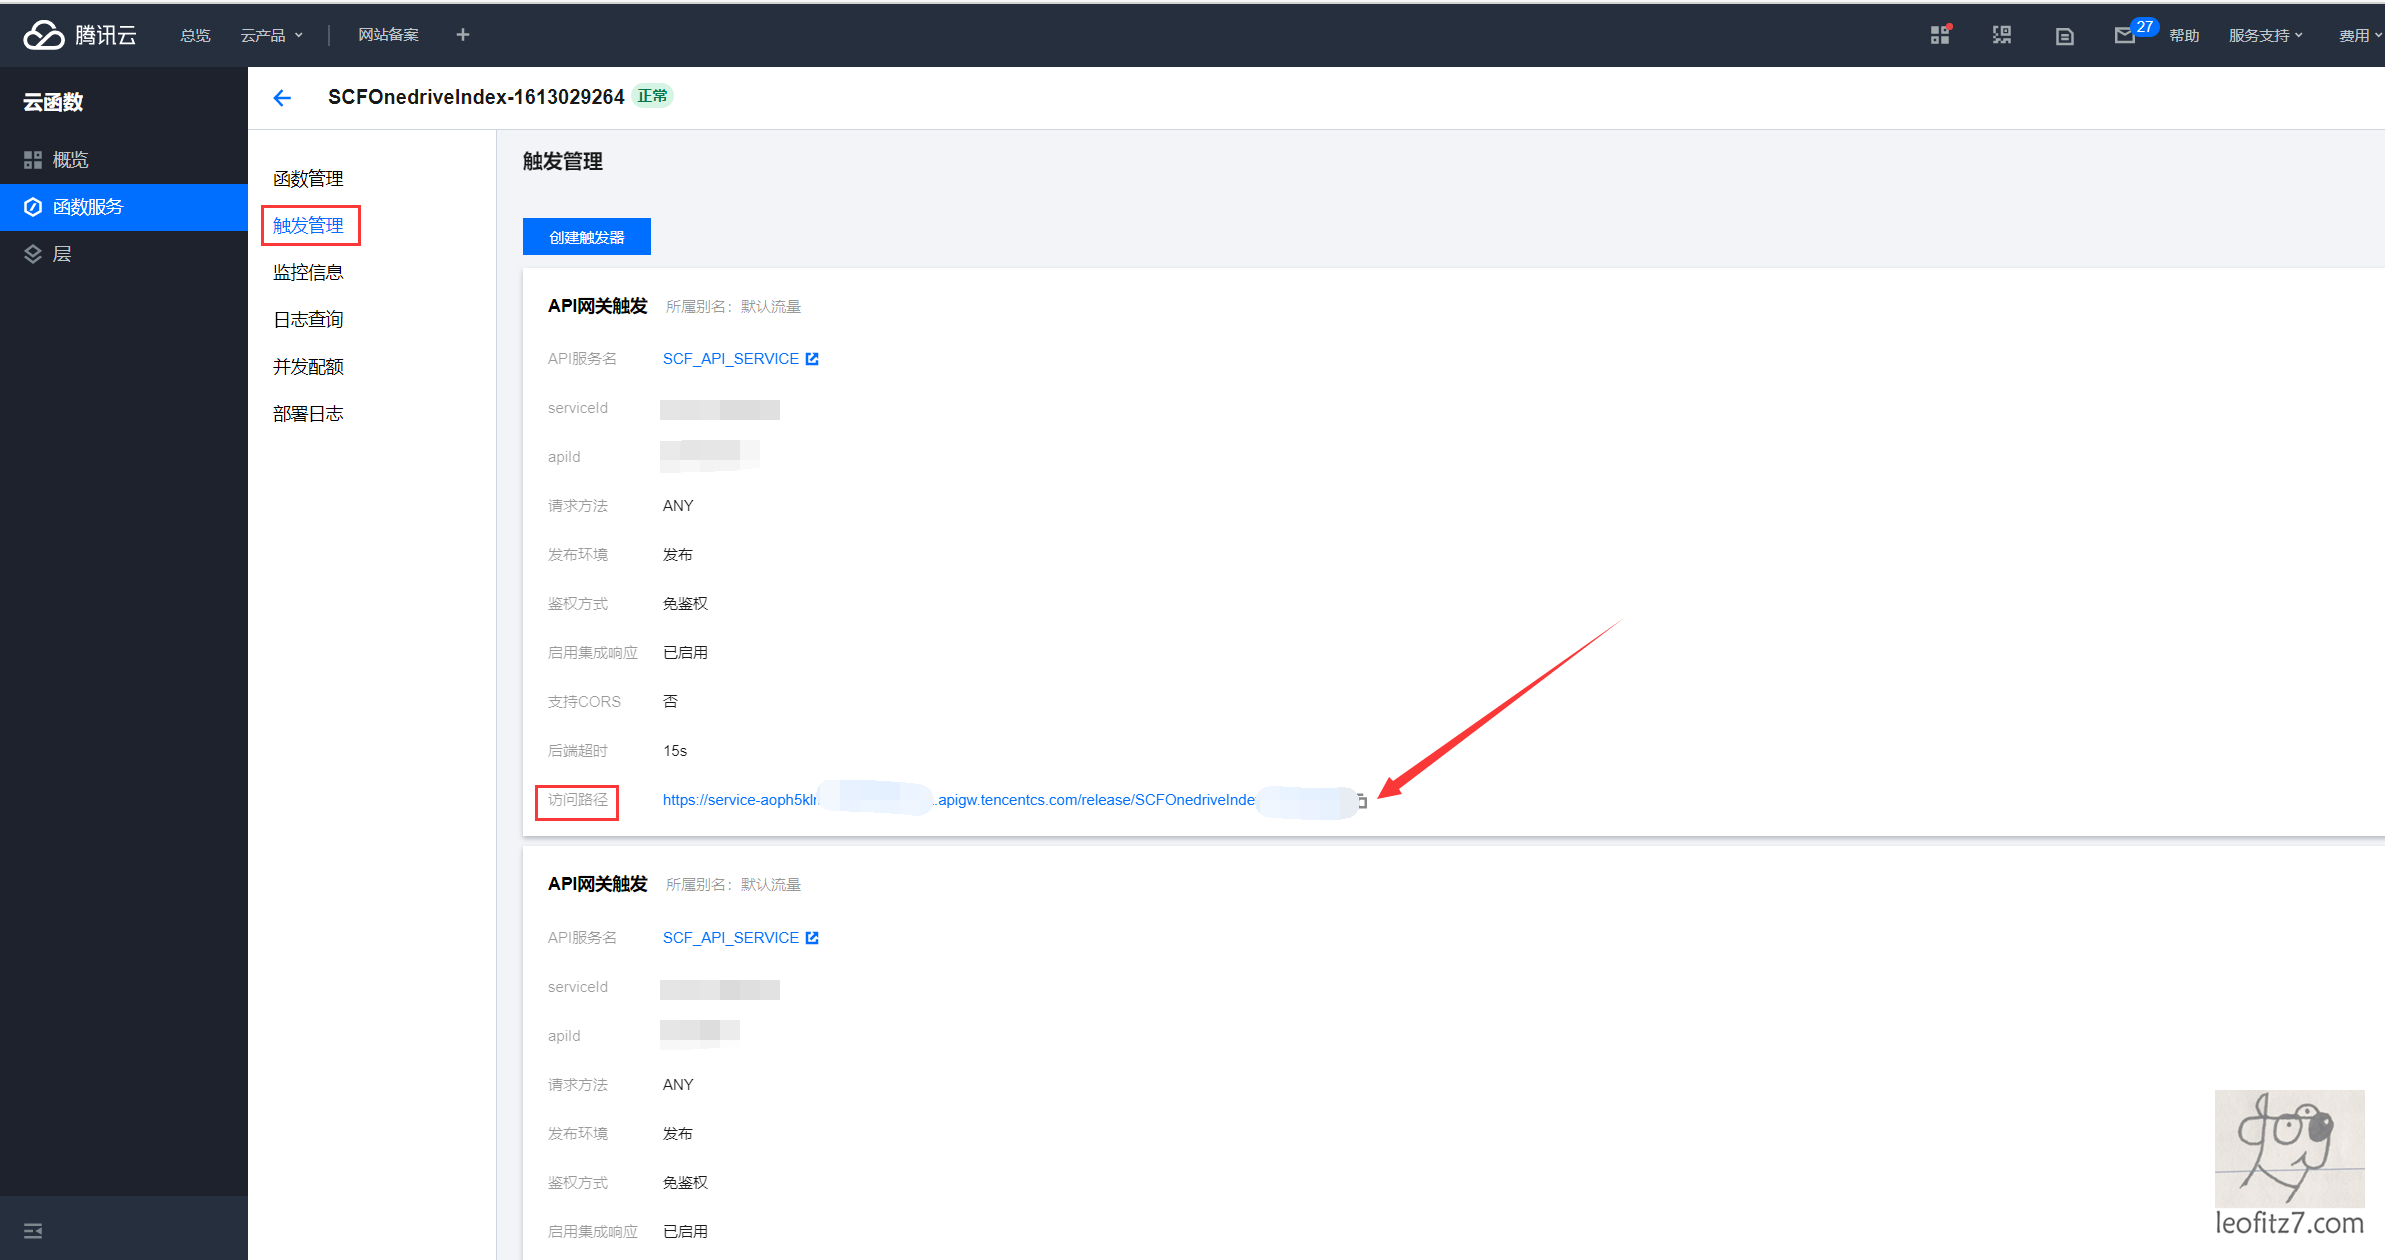 腾讯云 总览 云产品 网站备案 + 27 帮助 服务支持 费用
云函数
概览
函数服务
层
SCFOnedriveIndex-1613029264 正常
函数管理
触发管理
监控信息
日志查询
并发配额
部署日志
触发管理
创建触发器
API网关触发 所属别名：默认流量
API服务名 SCF_API_SERVICE
serviceId
apiId
请求方法 ANY
发布环境 发布
鉴权方式 免鉴权
启用集成响应 已启用
支持CORS 否
后端超时 15s
访问路径 https://service-aoph5kl .apigw.tencentcs.com/release/SCFOnedriveInde
API网关触发 所属别名：默认流量
API服务名 SCF_API_SERVICE
serviceId
apiId
请求方法 ANY
发布环境 发布
鉴权方式 免鉴权
启用集成响应 已启用
dog
leofitz7.com